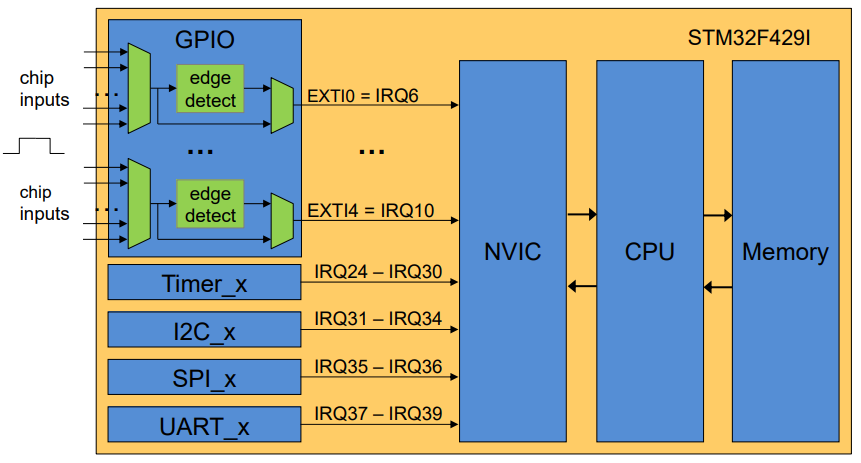 STM32F429I
GPIO
chip
inputs
...
edge
detect
EXTI0 = IRQ6
...
...
chip
inputs
...
edge
detect
EXTI4 = IRQ10
NVIC
CPU
Memory
Timer_x
IRQ24 – IRQ30
I2C_x
IRQ31 – IRQ34
SPI_x
IRQ35 – IRQ36
UART_x
IRQ37 – IRQ39